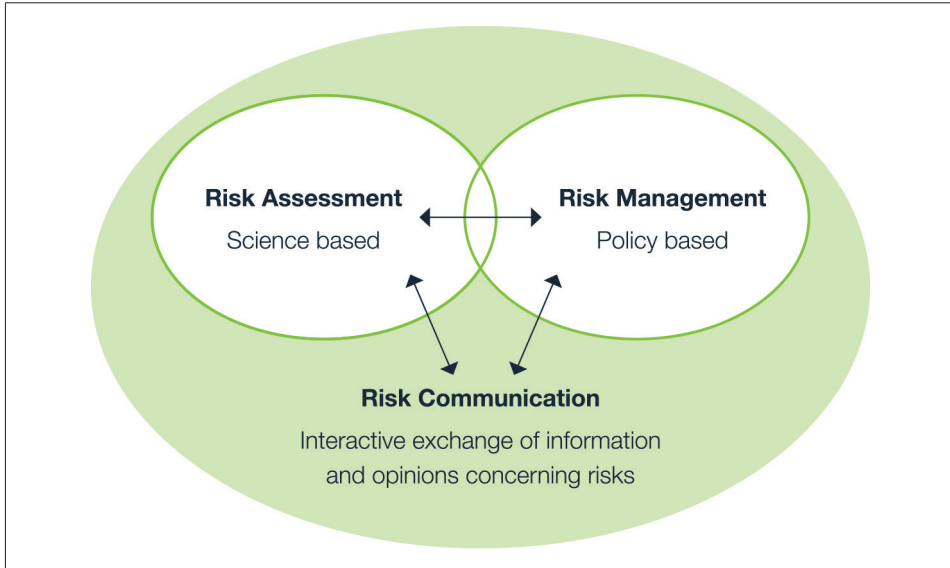 Risk Assessment
Science based
Risk Management
Policy based
Risk Communication
Interactive exchange of information
and opinions concerning risks